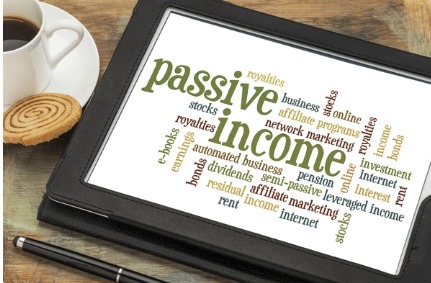 royalties
passive
stocks
business
stocks
online
affiliate programs
royalties
network marketing
royalties
income
bonds
income
e-books
earnings
automated business
investment
bonds
dividends
pension
online
internet
semi-passive
leveraged income
interest
rent
residual income
affiliate marketing
rent
internet
stocks